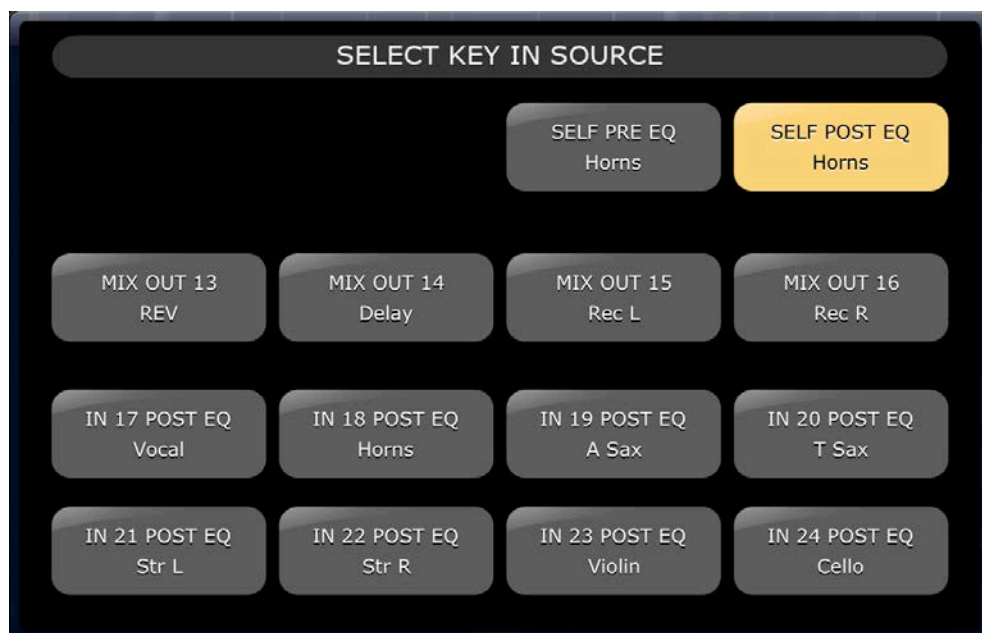 SELECT KEY IN SOURCE
SELF PRE EQ
Horns
SELF POST EQ
Horns
MIX OUT 13
REV
MIX OUT 14
Delay
MIX OUT 15
Rec L
MIX OUT 16
Rec R
IN 17 POST EQ
Vocal
IN 18 POST EQ
Horns
IN 19 POST EQ
A Sax
IN 20 POST EQ
T Sax
IN 21 POST EQ
Str L
IN 22 POST EQ
Str R
IN 23 POST EQ
Violin
IN 24 POST EQ
Cello